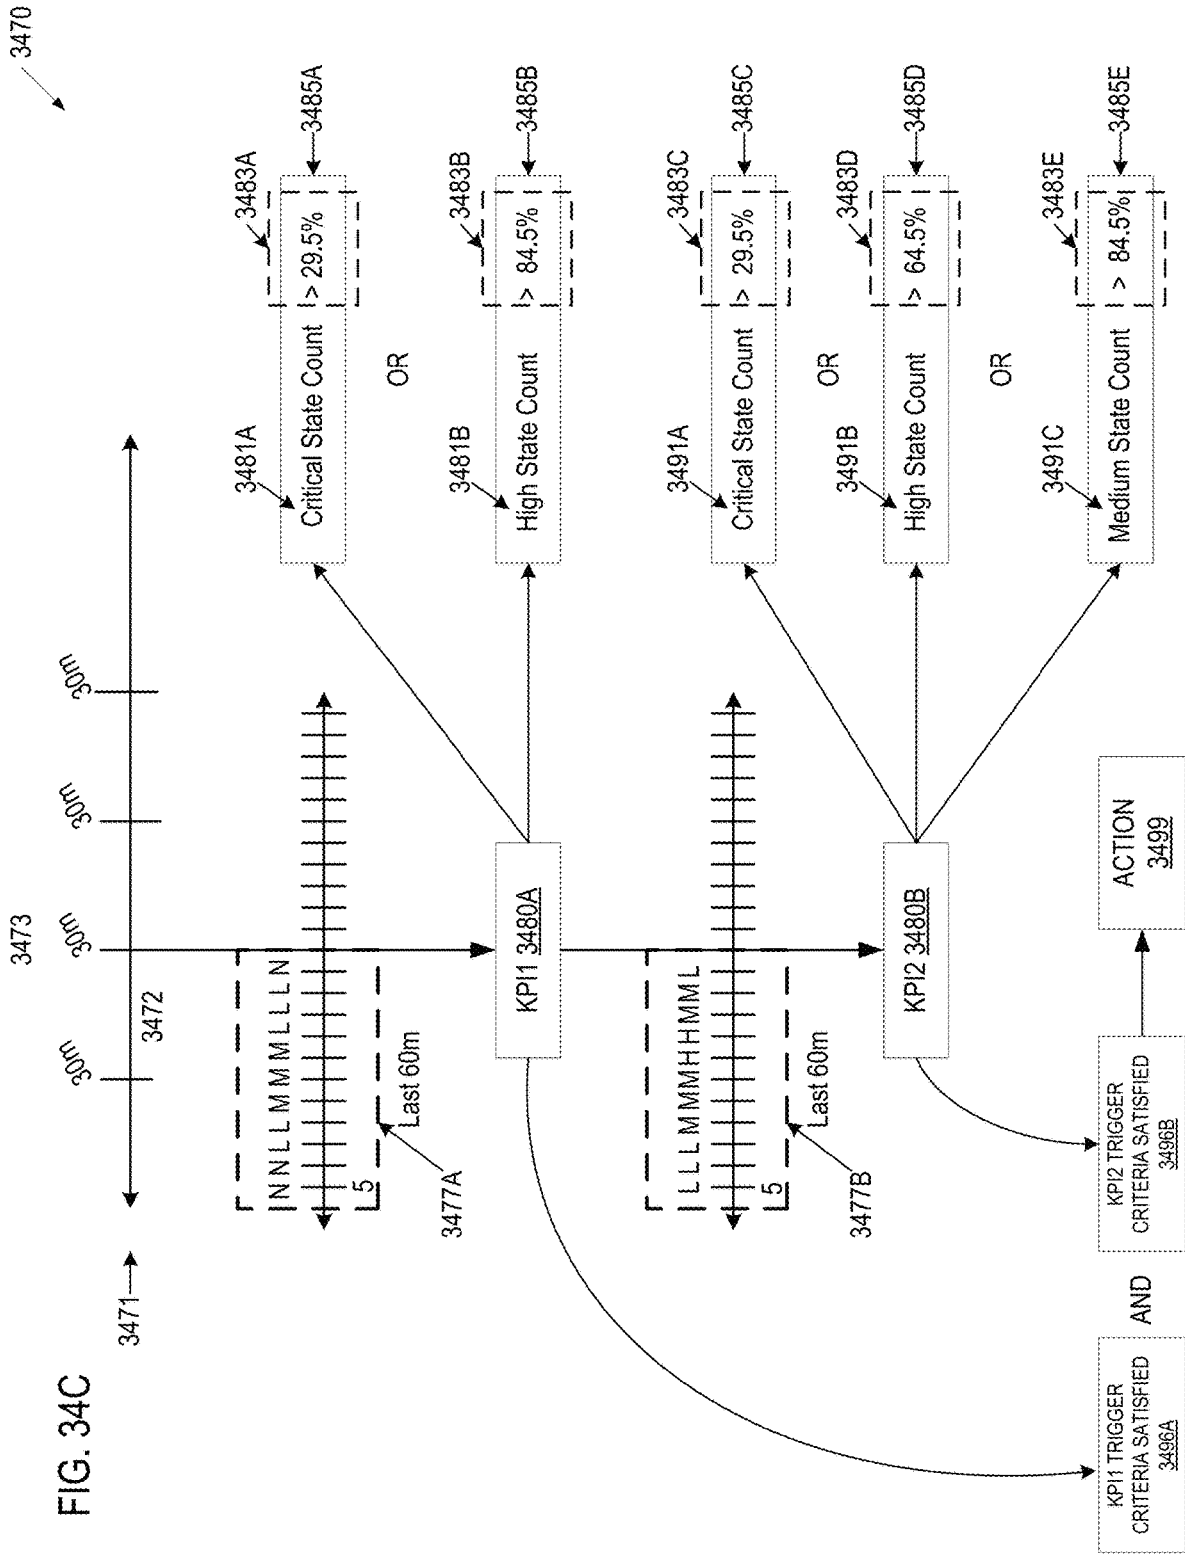 FIG. 34C
3470
3473
30m 30m 30m 30m
3471
3472
N N L L M M M L L L N
5
Last 60m
3477A
3481A
3483A
Critical State Count > 29.5%
3485A
OR
3481B
3483B
KPI1 3480A
High State Count > 84.5%
3485B
L L L M M M H H M M L
5
Last 60m
3477B
3491A
3483C
Critical State Count > 29.5%
3485C
OR
3491B
3483D
KPI2 3480B
High State Count > 64.5%
3485D
OR
3491C
3483E
Medium State Count > 84.5%
3485E
KPI1 TRIGGER
CRITERIA SATISFIED
3496A
AND
KPI2 TRIGGER
CRITERIA SATISFIED
3496B
ACTION
3499